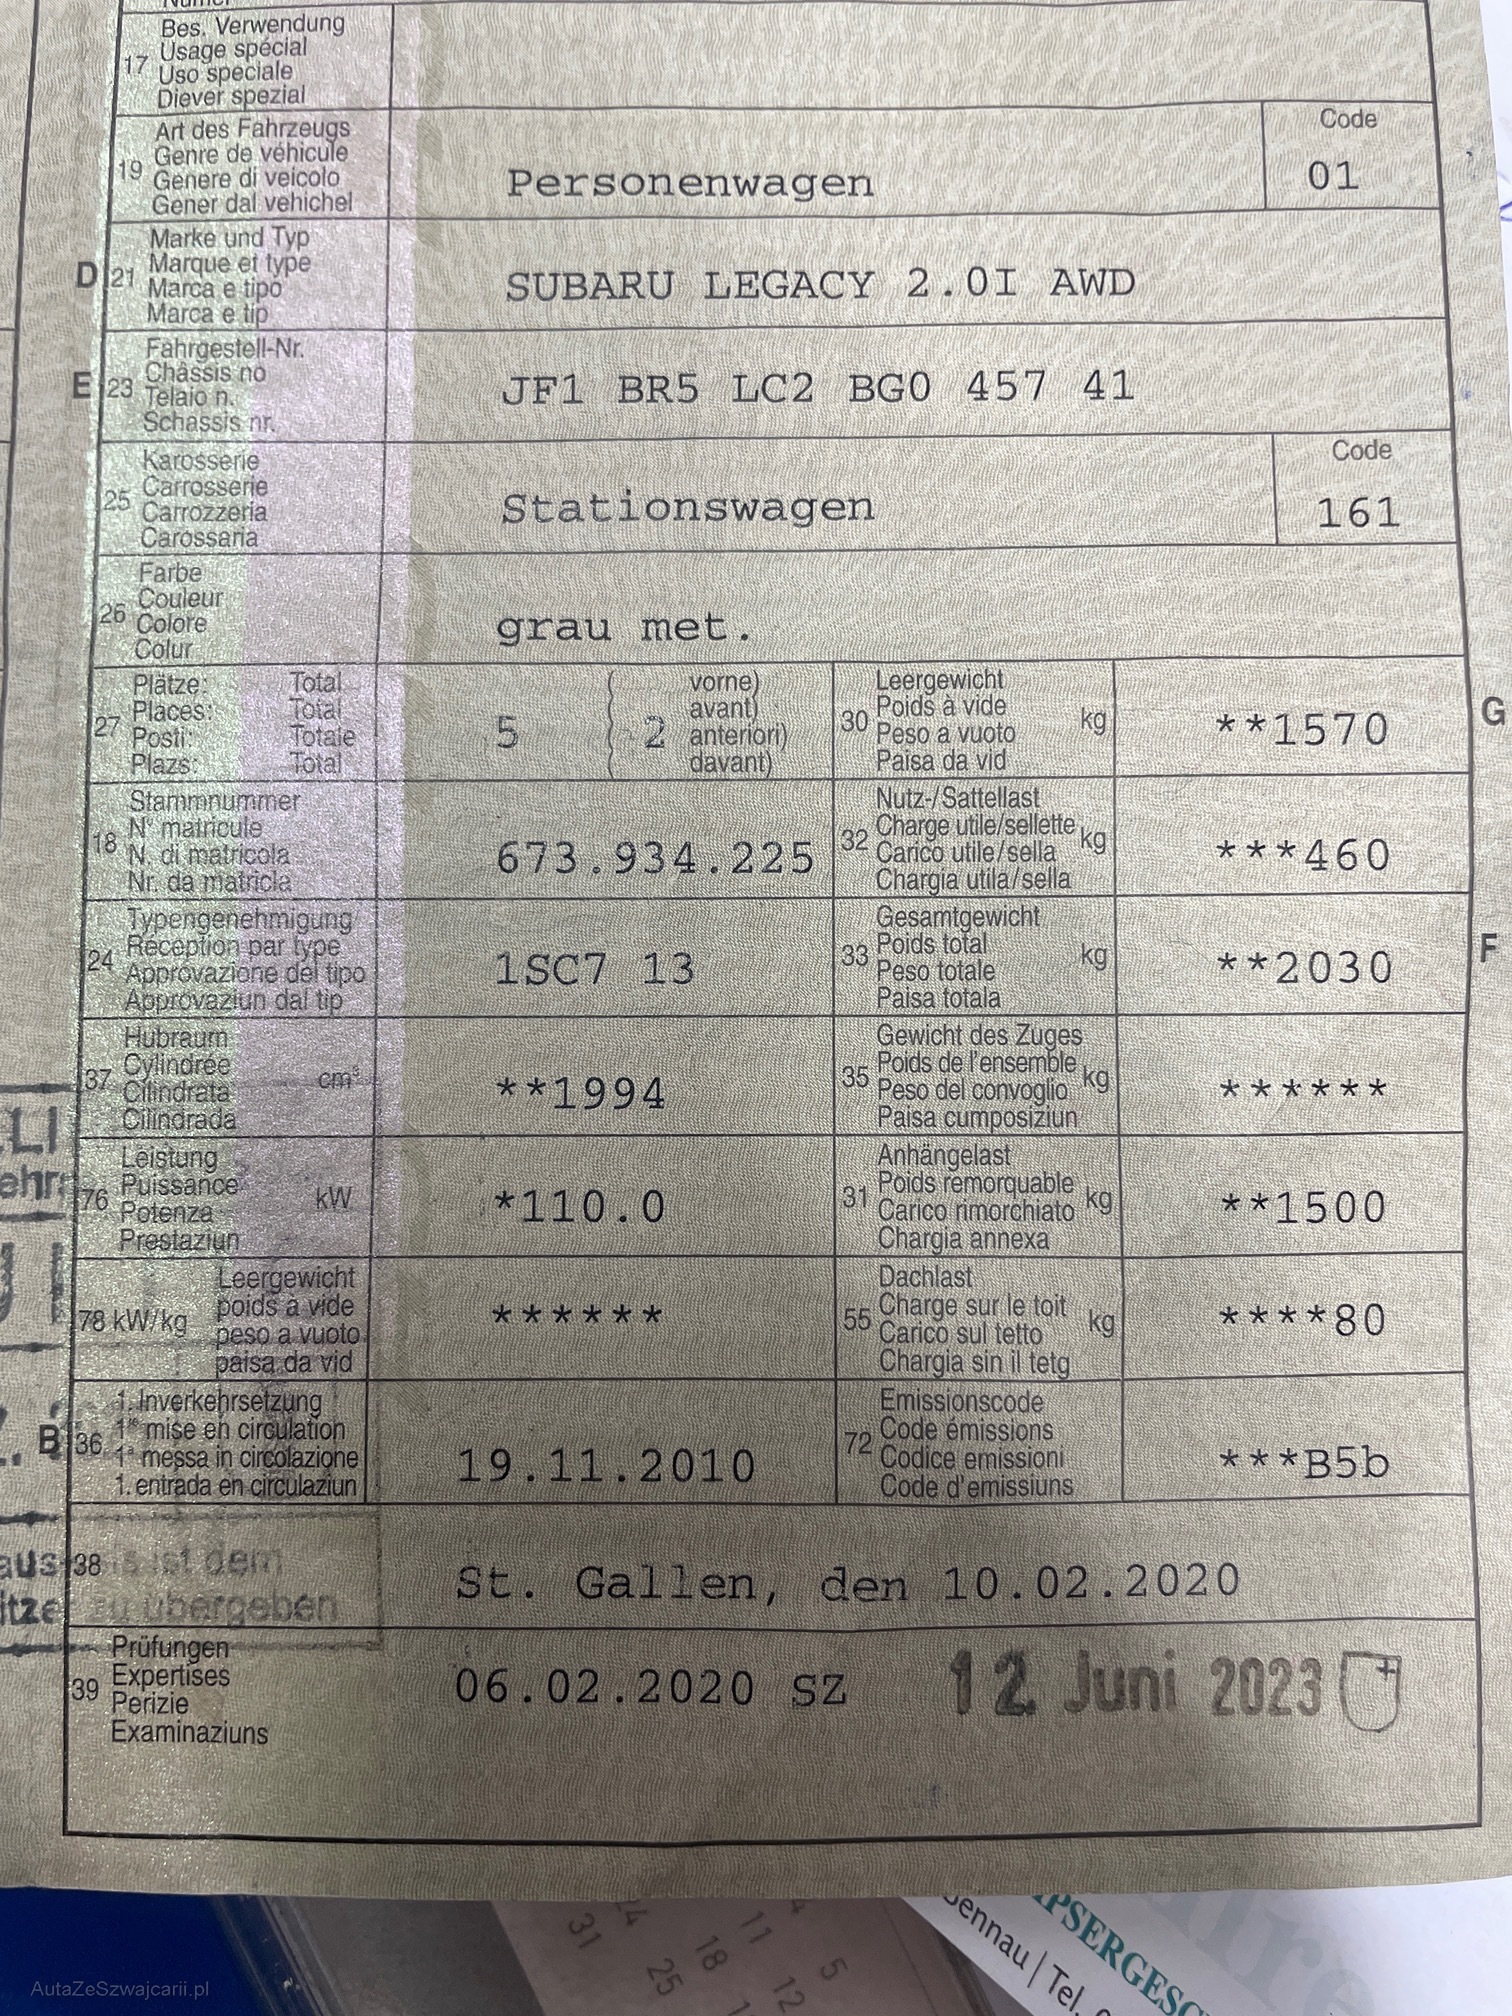 17 Bes. Verwendung
Usage spécial
Uso speciale
Diever spezial
19 Art des Fahrzeugs
Genre de véhicule
Genere di veicolo
Gener dal vehichel
Personenwagen
Code
01
D 21 Marke und Typ
Marque et type
Marca e tipo
Marca e tip
SUBARU LEGACY 2.0I AWD
E 23 Fahrgestell-Nr.
Châssis no
Telaio n.
Schassis nr.
JF1 BR5 LC2 BG0 457 41
25 Karosserie
Carrosserie
Carrozzeria
Carossaria
Stationswagen
Code
161
26 Farbe
Couleur
Colore
Colur
grau met.
27 Plätze: Total
Places: Total
Posti: Totale
Plazs: Total
5 ( 2 vorne)
avant)
anteriori)
davant)
30 Leergewicht
Poids à vide
Peso a vuoto
Paisa da vid
kg
**1570
G
18 Stammnummer
N° matricule
N. di matricola
Nr. da matricla
673.934.225
32 Nutz-/Sattellast
Charge utile/sellette
Carico utile/sella
Chargia utila/sella
kg
***460
24 Typengenehmigung
Réception par type
Approvazione del tipo
Approvaziun dal tip
1SC7 13
33 Gesamtgewicht
Poids total
Peso totale
Paisa totala
kg
**2030
F
37 Hubraum
Cylindrée
Cilindrata
Cilindrada
cm³
**1994
35 Gewicht des Zuges
Poids de l'ensemble
Peso del convoglio
Paisa cumposiziun
kg
******
76 Leistung
Puissance
Potenza
Prestaziun
kW
*110.0
31 Anhängelast
Poids remorquable
Carico rimorchiato
Chargia annexa
kg
**1500
78 kW/kg Leergewicht
poids à vide
peso a vuoto
paisa da vid
******
55 Dachlast
Charge sur le toit
Carico sul tetto
Chargia sin il tetg
kg
****80
B 36 1. Inverkehrsetzung
1re mise en circulation
1a messa in circolazione
1. entrada en circulaziun
19.11.2010
72 Emissionscode
Code émissions
Codice emissioni
Code d'emissiuns
***B5b
38
ist dem
zu übergeben
St. Gallen, den 10.02.2020
39 Prüfungen
Expertises
Perizie
Examinaziuns
06.02.2020 SZ
12 Juni 2023
31 24
25 18 11 4
12 5
Tel.
AutaZeSzwajcarii.pl